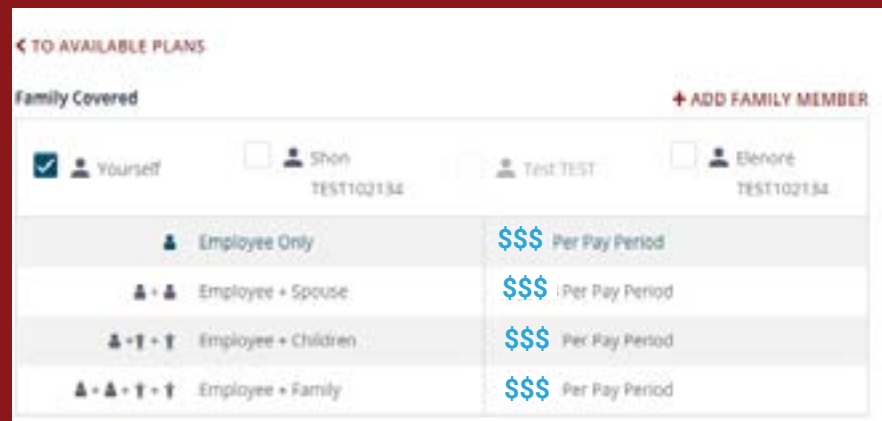 TO AVAILABLE PLANS
Family Covered + ADD FAMILY MEMBER
Yourself
Shon
TEST102134
Test TEST
Elenore
TEST102134
Employee Only $$$ Per Pay Period
Employee + Spouse $$$ Per Pay Period
Employee + Children $$$ Per Pay Period
Employee + Family $$$ Per Pay Period